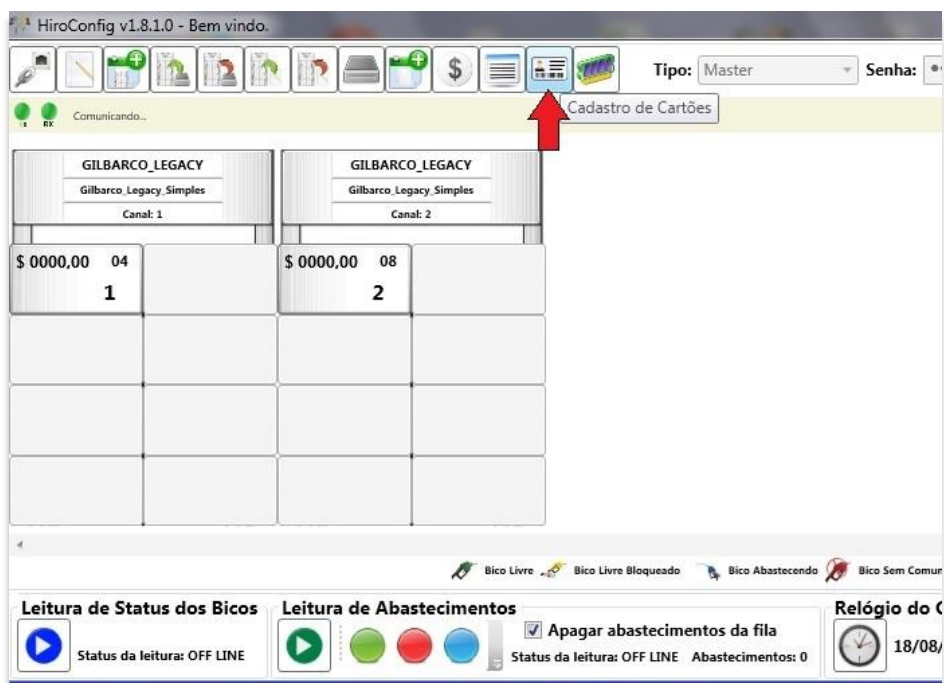 HiroConfig v1.8.1.0 - Bem vindo.
$
Tipo: Master Senha:
Cadastro de Cartões
TX RX Comunicando...
GILBARCO_LEGACY GILBARCO_LEGACY
Gilbarco_Legacy_Simples Gilbarco_Legacy_Simples
Canal: 1 Canal: 2
$ 0000,00 04 $ 0000,00 08
1 2
Bico Livre Bico Livre Bloqueado Bico Abastecendo Bico Sem Comun
Leitura de Status dos Bicos Leitura de Abastecimentos Relógio do
Apagar abastecimentos da fila
Status da leitura: OFF LINE Status da leitura: OFF LINE Abastecimentos: 0 18/08/